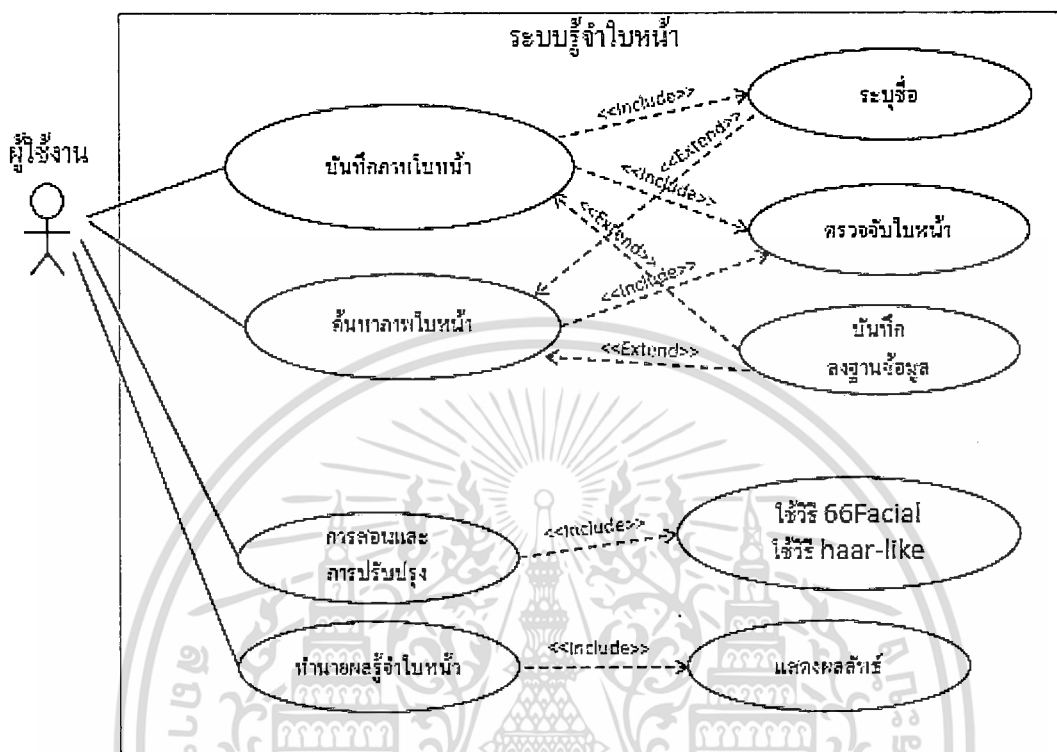 ระบบรู้จำใบหน้า
ผู้ใช้งาน
บันทึกภาพใบหน้า
<<Include>>
ระบุชื่อ
<<Extend>>
<<Include>>
ตรวจจับใบหน้า
<<Extend>>
<<Include>>
ค้นหาภาพใบหน้า
<<Extend>>
บันทึก
ลงฐานข้อมูล
การสอนและ
การปรับปรุง
<<Include>>
ใช้วิธี 66Facial
ใช้วิธี haar-like
ทำนายผลรู้จำใบหน้า
<<Include>>
แสดงผลลัพธ์